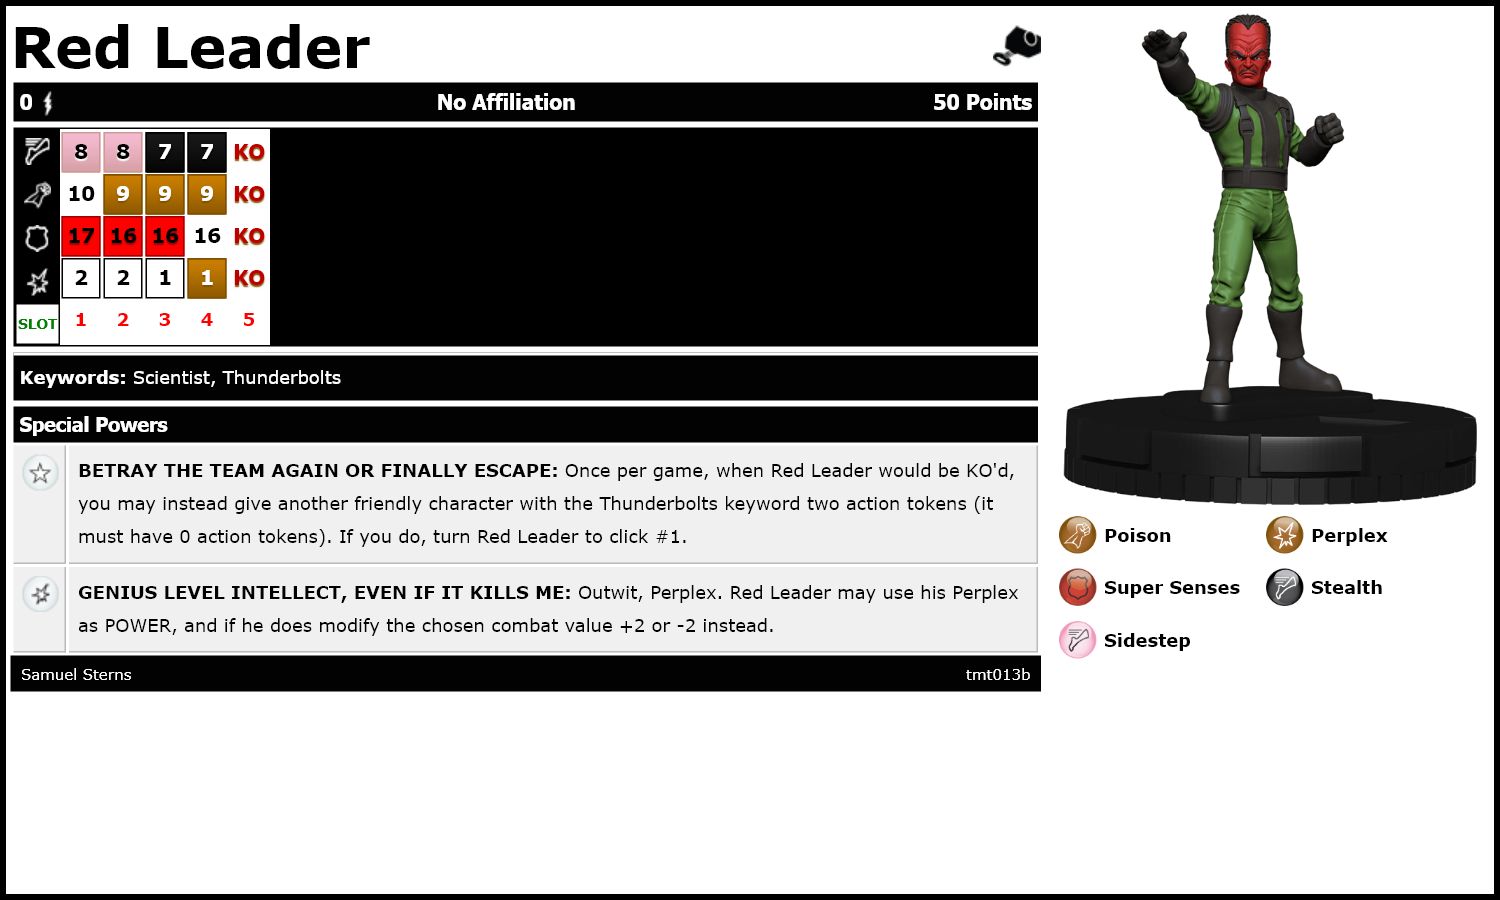 Red Leader
0 No Affiliation 50 Points
8 8 7 7 KO
10 9 9 9 KO
17 16 16 16 KO
2 2 1 1 KO
SLOT 1 2 3 4 5
Keywords: Scientist, Thunderbolts
Special Powers
BETRAY THE TEAM AGAIN OR FINALLY ESCAPE: Once per game, when Red Leader would be KO'd,
you may instead give another friendly character with the Thunderbolts keyword two action tokens (it
must have 0 action tokens). If you do, turn Red Leader to click #1.
GENIUS LEVEL INTELLECT, EVEN IF IT KILLS ME: Outwit, Perplex. Red Leader may use his Perplex
as POWER, and if he does modify the chosen combat value +2 or -2 instead.
Samuel Sterns tmt013b
Poison Perplex
Super Senses Stealth
Sidestep